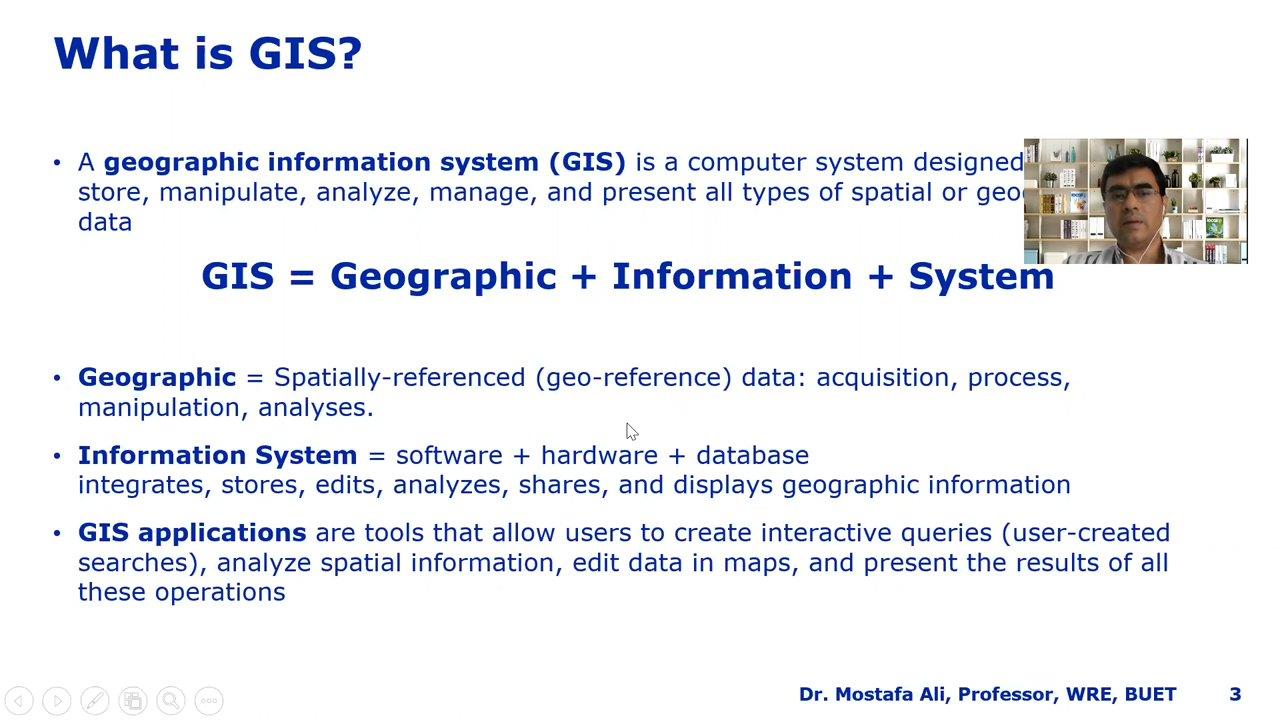 What is GIS?
• A geographic information system (GIS) is a computer system designed
store, manipulate, analyze, manage, and present all types of spatial or
data
GIS = Geographic + Information + System
• Geographic = Spatially-referenced (geo-reference) data: acquisition, process,
manipulation, analyses.
• Information System = software + hardware + database
integrates, stores, edits, analyzes, shares, and displays geographic information
• GIS applications are tools that allow users to create interactive queries (user-created
searches), analyze spatial information, edit data in maps, and present the results of all
these operations
Dr. Mostafa Ali, Professor, WRE, BUET 3